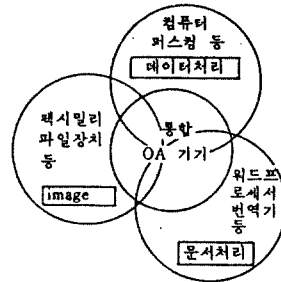 컴퓨터
퍼스컴 등
데이터처리
팩시밀리
파일장치
등
image
통합
OA 기기
워드프
로세서
번역기
등
문서처리